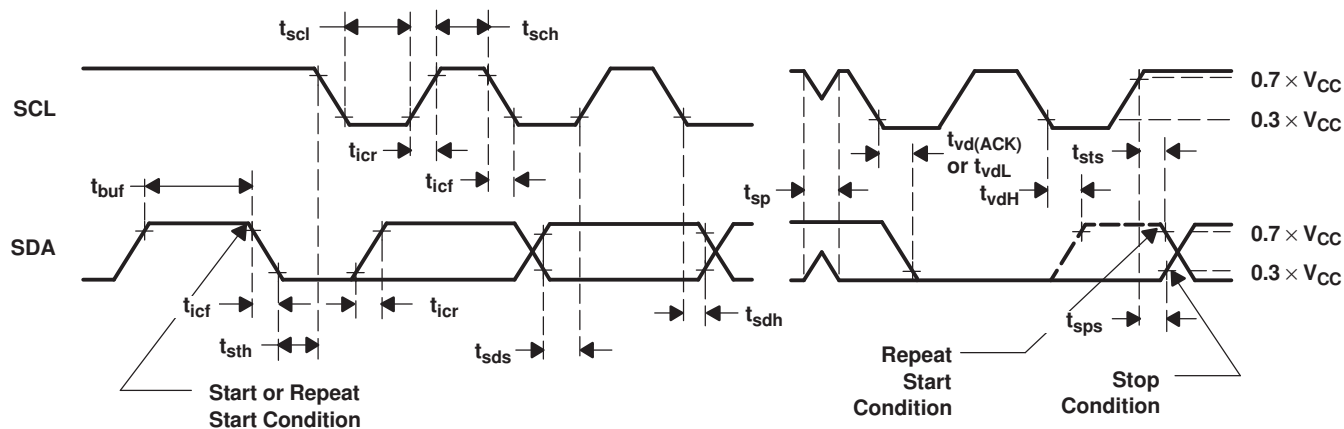 t_scl
t_sch
SCL
0.7 × V_CC
0.3 × V_CC
t_icr
t_vd(ACK)
or t_vdL
t_sts
t_buf
t_icf
t_sp
t_vdH
SDA
0.7 × V_CC
0.3 × V_CC
t_icf
t_icr
t_sdh
t_sps
t_sth
t_sds
Start or Repeat
Start Condition
Repeat
Start
Condition
Stop
Condition